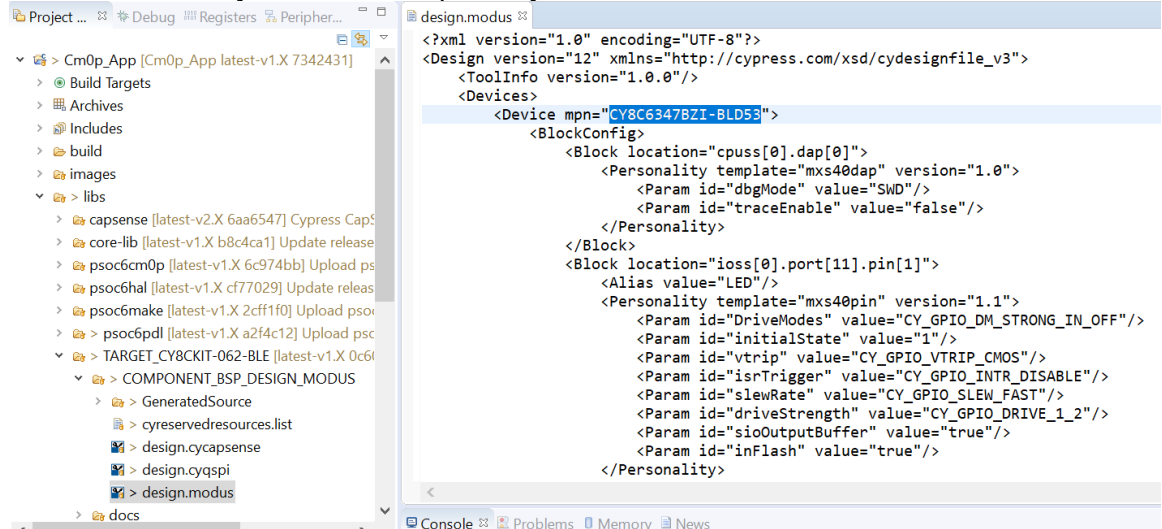 Project ...
Debug
Registers
Peripher...
Cm0p_App [Cm0p_App latest-v1.X 7342431]
Build Targets
Archives
Includes
build
images
> libs
capsense [latest-v2.X 6aa6547] Cypress CapS
core-lib [latest-v1.X b8c4ca1] Update release
psoc6cm0p [latest-v1.X 6c974bb] Upload ps
psoc6hal [latest-v1.X cf77029] Update releas
psoc6make [latest-v1.X 2cff1f0] Upload pso
> psoc6pdl [latest-v1.X a2f4c12] Upload psc
> TARGET_CY8CKIT-062-BLE [latest-v1.X 0c6
> COMPONENT_BSP_DESIGN_MODUS
> GeneratedSource
> cyreservedresources.list
> design.cycapsense
> design.cyqspi
> design.modus
> docs
design.modus
<?xml version="1.0" encoding="UTF-8"?>
<Design version="12" xmlns="http://cypress.com/xsd/cydesignfile_v3">
<ToolInfo version="1.0.0"/>
<Devices>
<Device mpn="CY8C6347BZI-BLD53">
<BlockConfig>
<Block location="cpuss[0].dap[0]">
<Personality template="mxs40dap" version="1.0">
<Param id="dbgMode" value="SWD"/>
<Param id="traceEnable" value="false"/>
</Personality>
</Block>
<Block location="ioss[0].port[11].pin[1]">
<Alias value="LED"/>
<Personality template="mxs40pin" version="1.1">
<Param id="DriveModes" value="CY_GPIO_DM_STRONG_IN_OFF"/>
<Param id="initialState" value="1"/>
<Param id="vtrip" value="CY_GPIO_VTRIP_CMOS"/>
<Param id="isrTrigger" value="CY_GPIO_INTR_DISABLE"/>
<Param id="slewRate" value="CY_GPIO_SLEW_FAST"/>
<Param id="driveStrength" value="CY_GPIO_DRIVE_1_2"/>
<Param id="sioOutputBuffer" value="true"/>
<Param id="inFlash" value="true"/>
</Personality>
Console
Problems
Memory
News